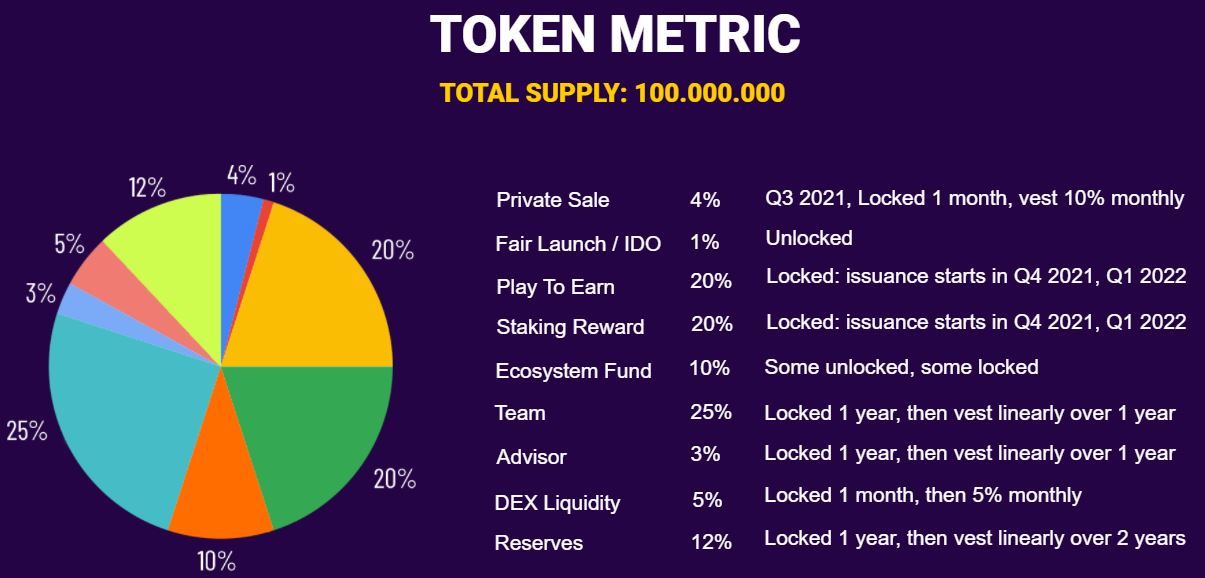 TOKEN METRIC
TOTAL SUPPLY: 100.000.000
4%
1%
12%
20%
5%
3%
25%
20%
10%
Private Sale 4% Q3 2021, Locked 1 month, vest 10% monthly
Fair Launch / IDO 1% Unlocked
Play To Earn 20% Locked: issuance starts in Q4 2021, Q1 2022
Staking Reward 20% Locked: issuance starts in Q4 2021, Q1 2022
Ecosystem Fund 10% Some unlocked, some locked
Team 25% Locked 1 year, then vest linearly over 1 year
Advisor 3% Locked 1 year, then vest linearly over 1 year
DEX Liquidity 5% Locked 1 month, then 5% monthly
Reserves 12% Locked 1 year, then vest linearly over 2 years